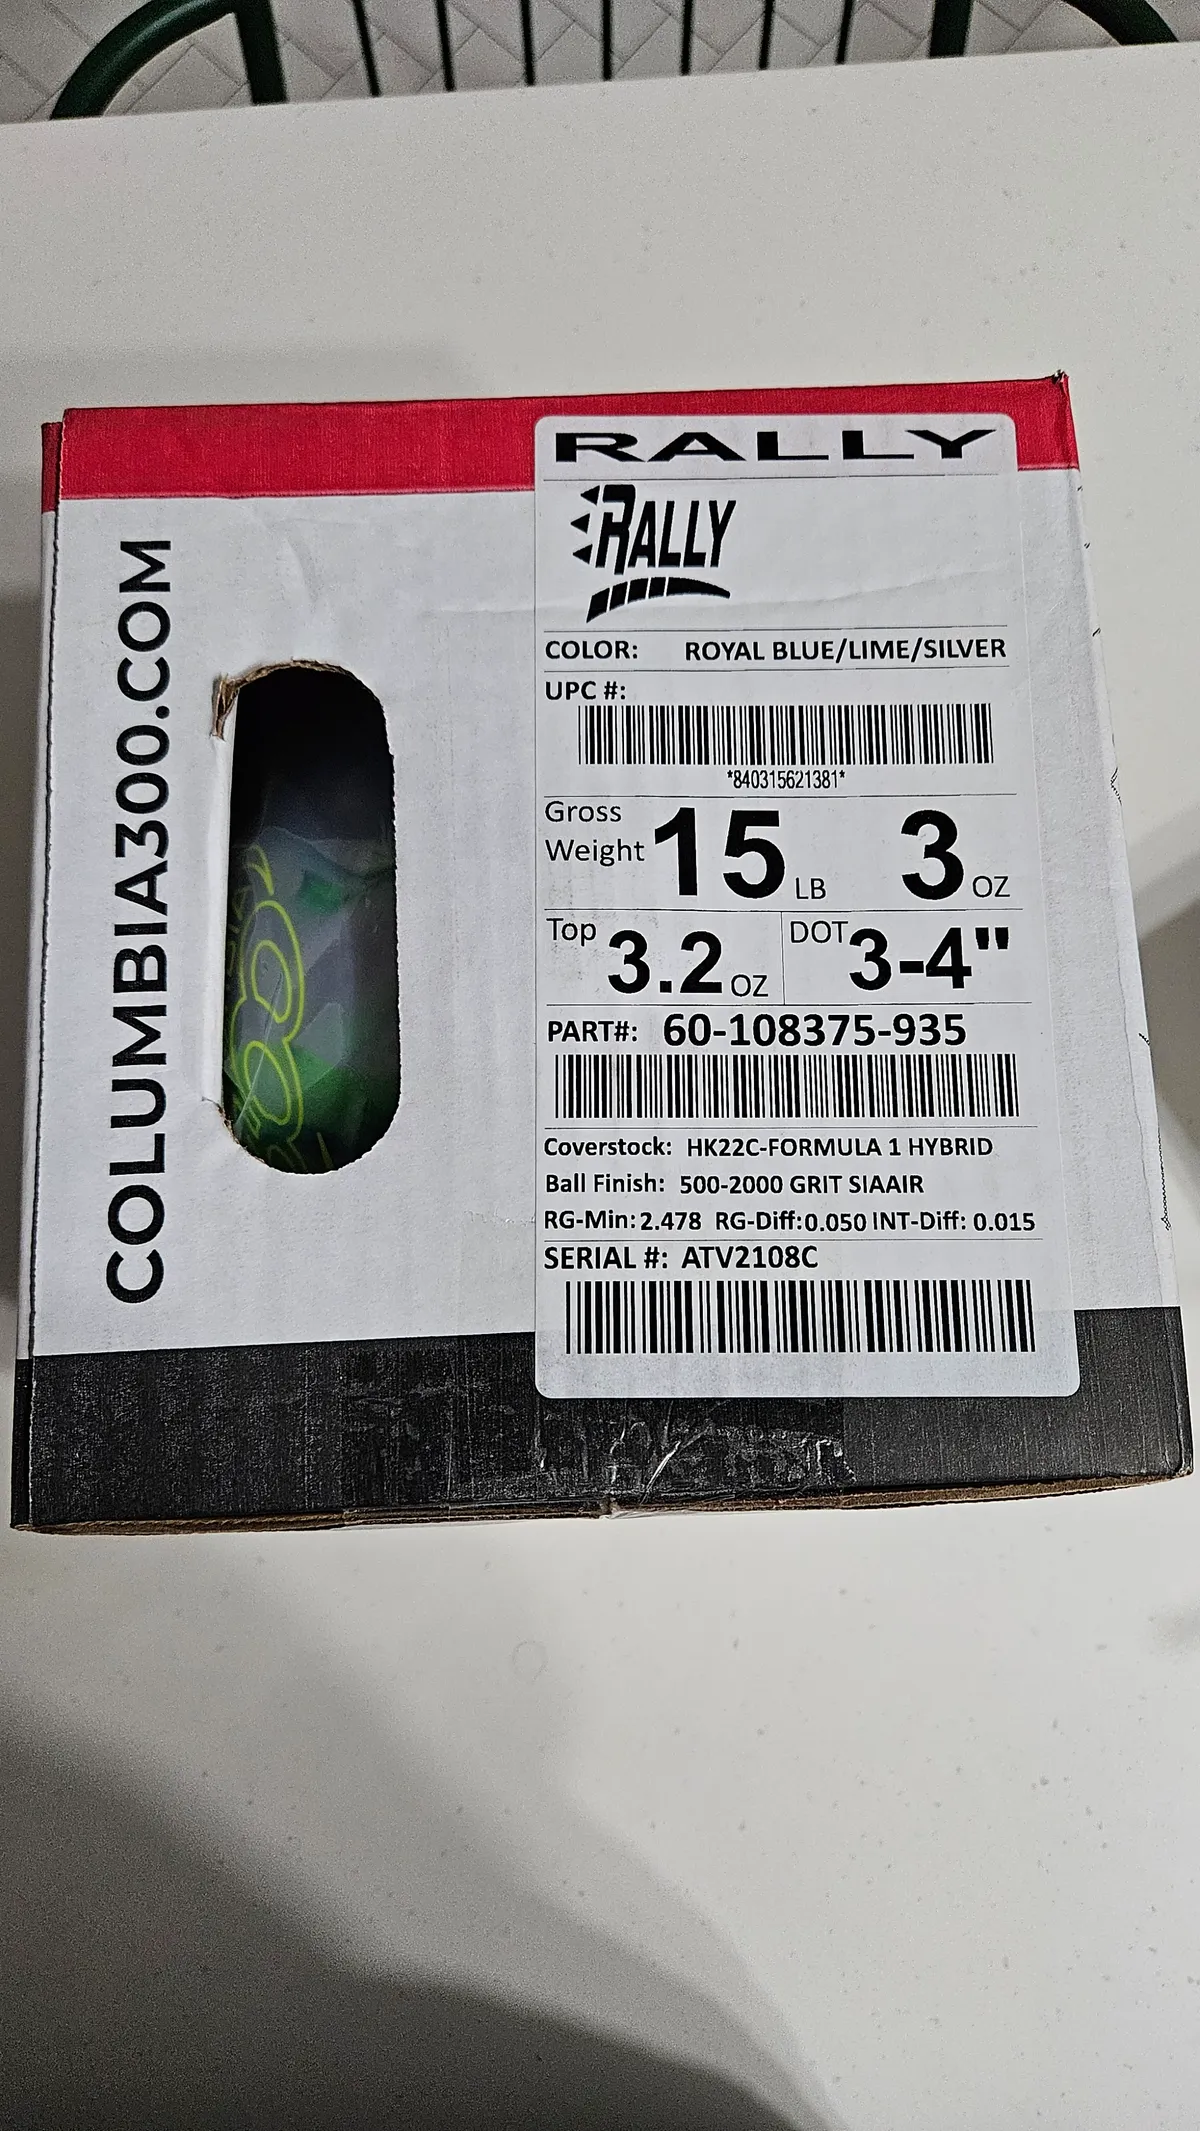 COLUMBIA300.COM
RALLY
RALLY
COLOR: ROYAL BLUE/LIME/SILVER
UPC #:
*840315621381*
Gross Weight 15 LB 3 OZ
Top 3.2 OZ DOT 3-4"
PART#: 60-108375-935
Coverstock: HK22C-FORMULA 1 HYBRID
Ball Finish: 500-2000 GRIT SIAAIR
RG-Min: 2.478 RG-Diff: 0.050 INT-Diff: 0.015
SERIAL #: ATV2108C